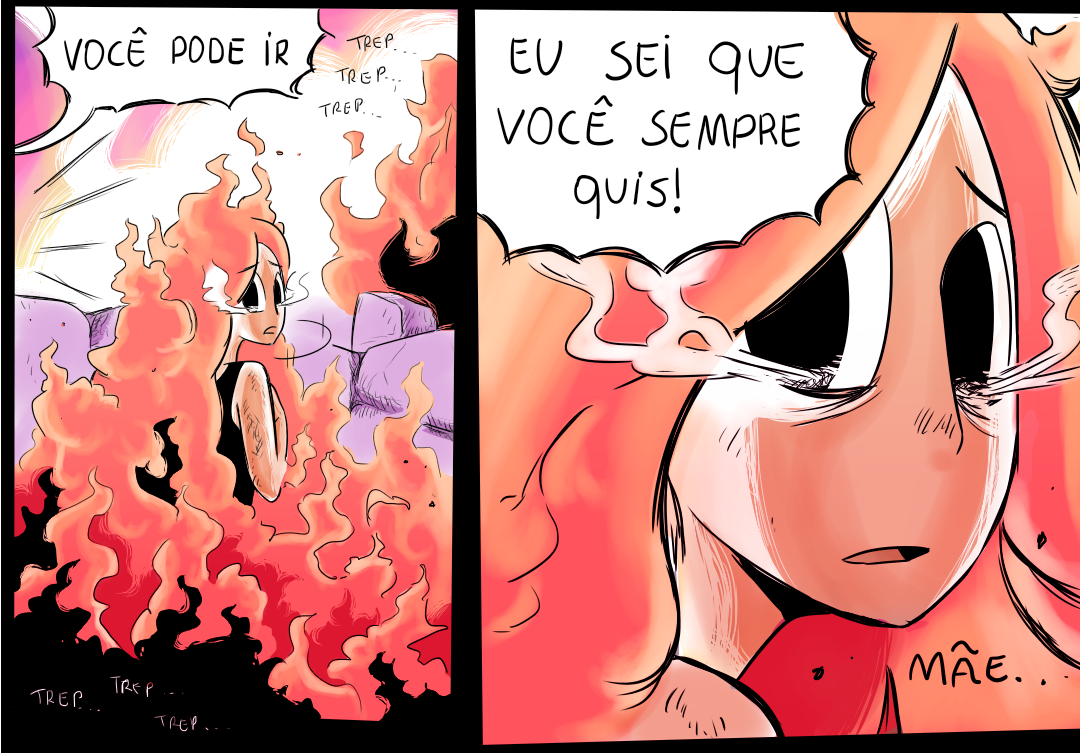 VOCÊ PODE IR
TREP...
TREP...
TREP...
TREP...
TREP...
TREP....
EU SEI QUE
VOCÊ SEMPRE
QUIS!
MÃE...